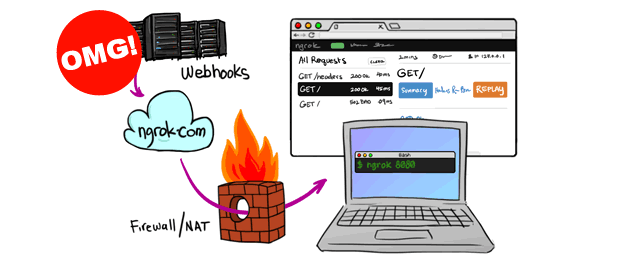 OMG!
Webhooks
ngrok.com
Firewall/NAT
ngrok
All Requests
GET/headers 200 OK
GET/ 200 OK 45ms
GET/
GET/
Summary
REPLAY
Bash
$ ngrok 8080